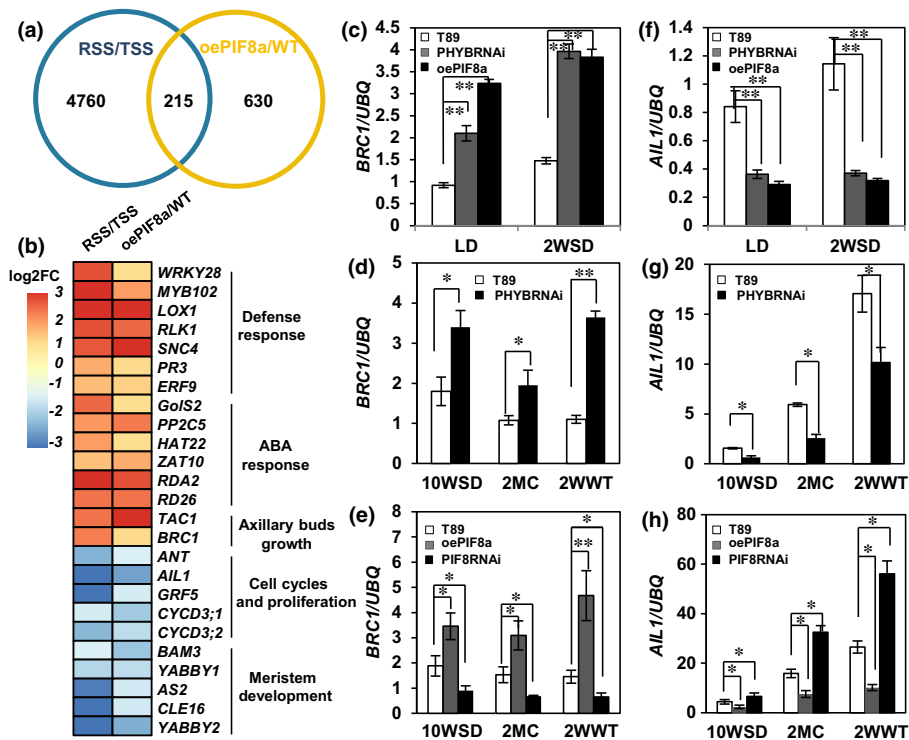 (a)
RSS/TSS
oePIF8a/WT
4760
215
630
(b)
RSS/TSS
oePIF8a/WT
log2FC
3
2
1
0
-1
-2
-3
WRKY28
MYB102
LOX1
RLK1
SNC4
PR3
ERF9
GolS2
PP2C5
HAT22
ZAT10
RDA2
RD26
TAC1
BRC1
ANT
AIL1
GRF5
CYCD3;1
CYCD3;2
BAM3
YABBY1
AS2
CLE16
YABBY2
Defense
response
ABA
response
Axillary buds
growth
Cell cycles
and proliferation
Meristem
development
(c)
BRC1/UBQ
4.5
4
3.5
3
2.5
2
1.5
1
0.5
0
T89
PHYBRNAi
oePIF8a
**
**
**
**
LD
2WSD
(d)
BRC1/UBQ
5
4
3
2
1
0
T89
PHYBRNAi
*
*
**
10WSD
2MC
2WWT
(e)
BRC1/UBQ
8
7
6
5
4
3
2
1
0
T89
oePIF8a
PIF8RNAi
*
*
*
*
*
**
10WSD
2MC
2WWT
(f)
AIL1/UBQ
1.4
1.2
1
0.8
0.6
0.4
0.2
0
T89
PHYBRNAi
oePIF8a
**
**
**
**
LD
2WSD
(g)
AIL1/UBQ
20
15
10
5
0
T89
PHYBRNAi
*
*
*
10WSD
2MC
2WWT
(h)
AIL1/UBQ
80
60
40
20
0
T89
oePIF8a
PIF8RNAi
*
*
*
*
*
*
10WSD
2MC
2WWT